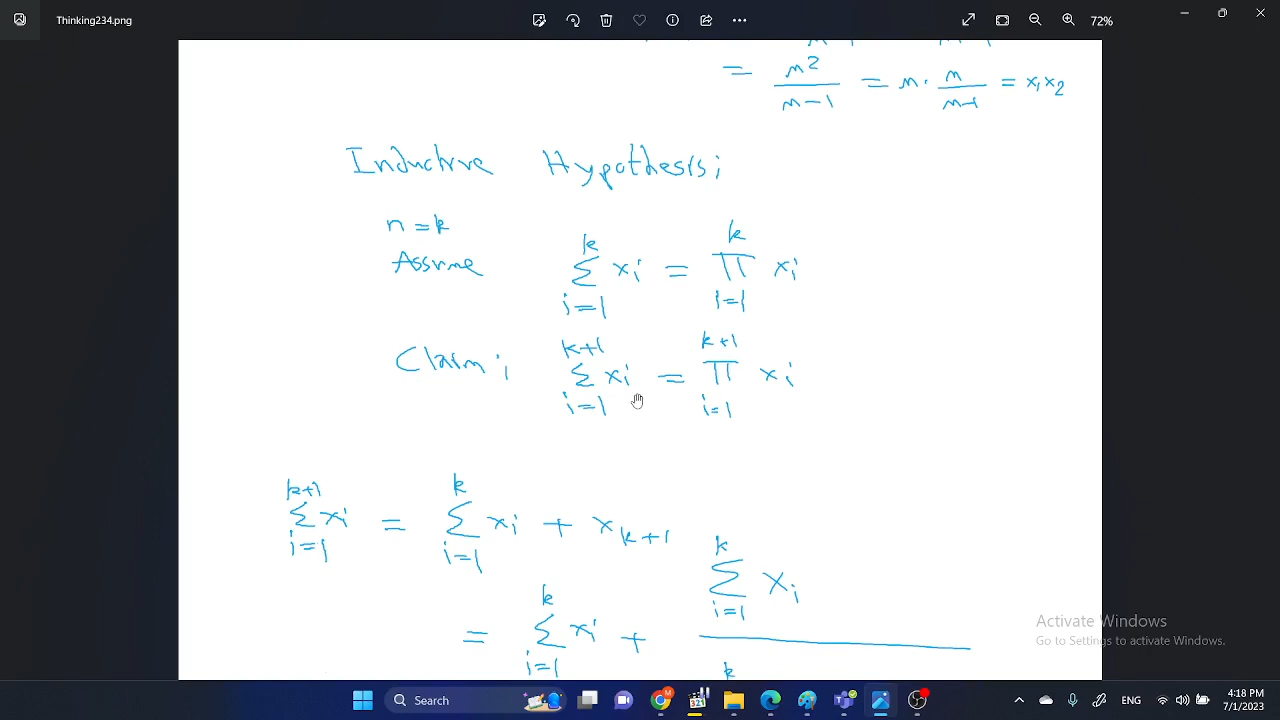 Thinking234.png
72%
= m² / m-1 = m · m / m-1 = x₁x₂
Inductive Hypothesis;
n = k
Assume k Σ i=1 xi = k Π i=1 xi
Claim; k+1 Σ i=1 xi = k+1 Π i=1 xi
k+1 Σ i=1 xi = k Σ i=1 xi + x k+1
= k Σ i=1 xi + k Σ i=1 xi
k
Activate Windows
Go to Settings to activate Windows.
Search
ENG
4:18 PM
7/1/2023